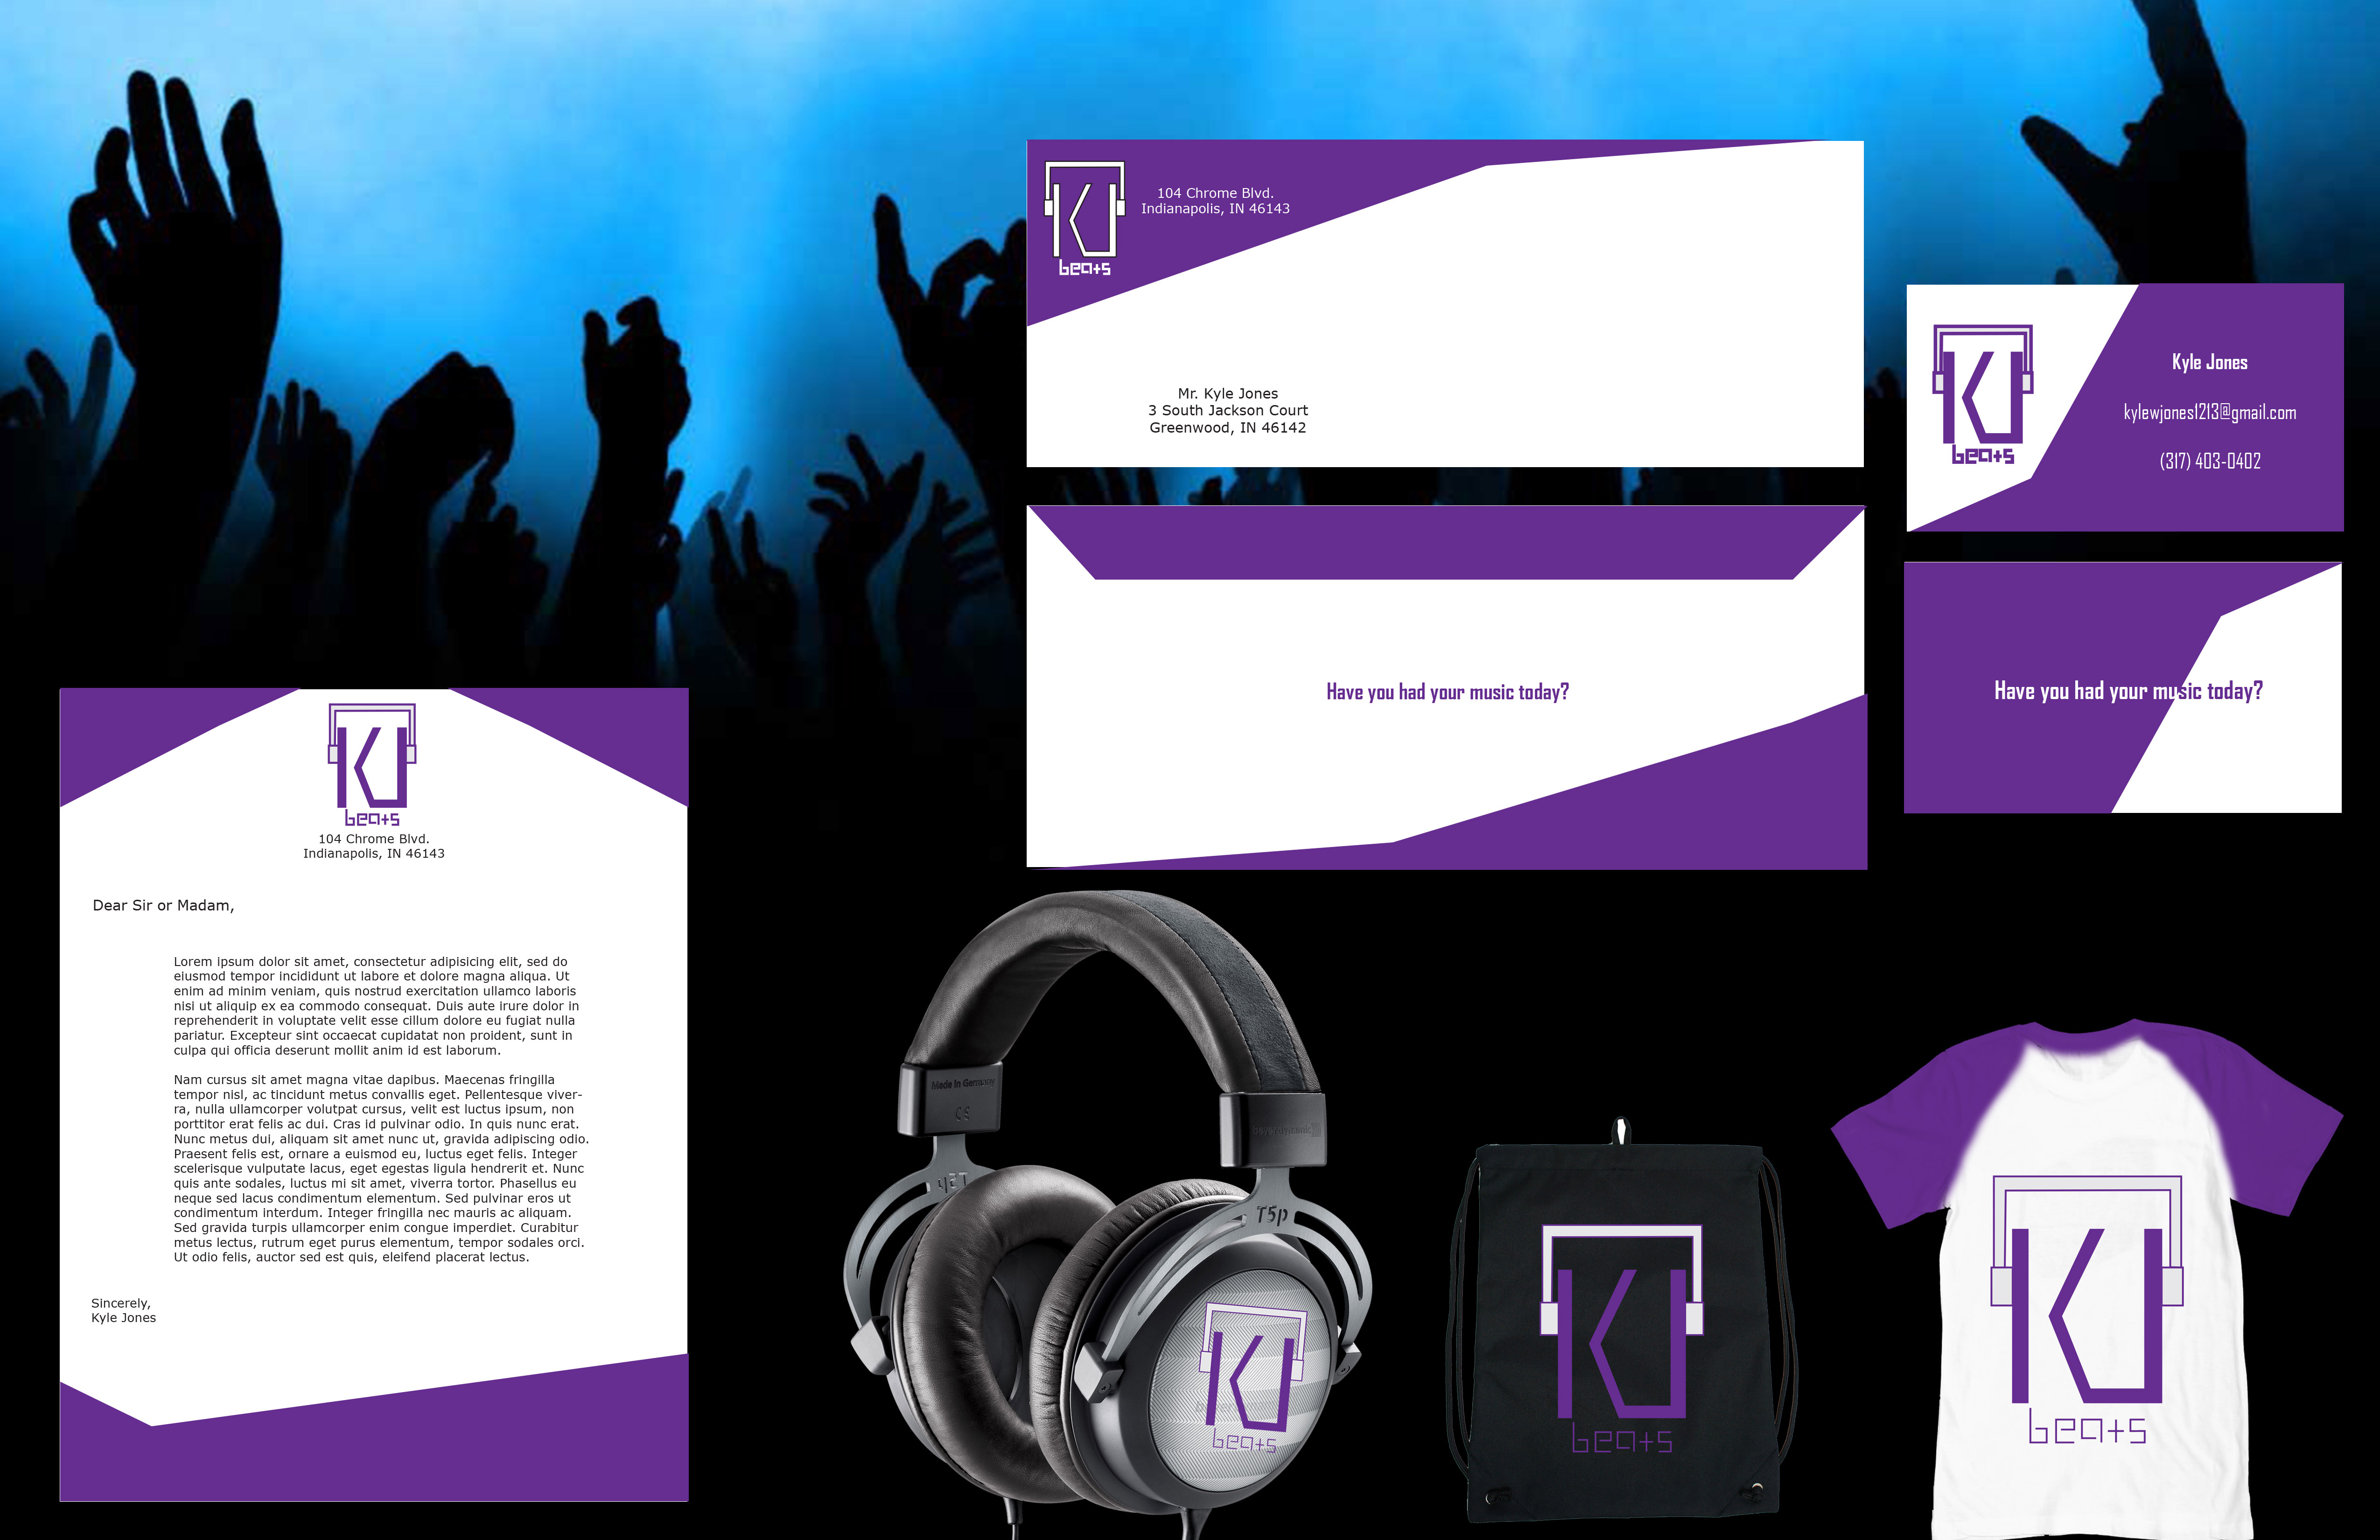 KJ
beats
104 Chrome Blvd.
Indianapolis, IN 46143
Mr. Kyle Jones
3 South Jackson Court
Greenwood, IN 46142
KJ
beats
Kyle Jones
kylewjones1213@gmail.com
(317) 403-0402
Have you had your music today?
Have you had your music today?
KJ
beats
104 Chrome Blvd.
Indianapolis, IN 46143
Dear Sir or Madam,
Lorem ipsum dolor sit amet, consectetur adipisicing elit, sed do
eiusmod tempor incididunt ut labore et dolore magna aliqua. Ut
enim ad minim veniam, quis nostrud exercitation ullamco laboris
nisi ut aliquip ex ea commodo consequat. Duis aute irure dolor in
reprehenderit in voluptate velit esse cillum dolore eu fugiat nulla
pariatur. Excepteur sint occaecat cupidatat non proident, sunt in
culpa qui officia deserunt mollit anim id est laborum.
Nam cursus sit amet magna vitae dapibus. Maecenas fringilla
tempor nisl, ac tincidunt metus convallis eget. Pellentesque viver-
ra, nulla ullamcorper volutpat cursus, velit est luctus ipsum, non
porttitor erat felis ac dui. Cras id pulvinar odio. In quis nunc erat.
Nunc metus dui, aliquam sit amet nunc ut, gravida adipiscing odio.
Praesent felis est, ornare a euismod eu, luctus eget felis. Integer
scelerisque vulputate lacus, eget egestas ligula hendrerit et. Nunc
quis ante sodales, luctus mi sit amet, viverra tortor. Phasellus eu
neque sed lacus condimentum elementum. Sed pulvinar eros ut
condimentum interdum. Integer fringilla nec mauris ac aliquam.
Sed gravida turpis ullamcorper enim congue imperdiet. Curabitur
metus lectus, rutrum eget purus elementum, tempor sodales orci.
Ut odio felis, auctor sed est quis, eleifend placerat lectus.
Sincerely,
Kyle Jones
Made In Germany
CE
beyerdynamic
T5p
KJ
beats
KJ
beats
KJ
beats